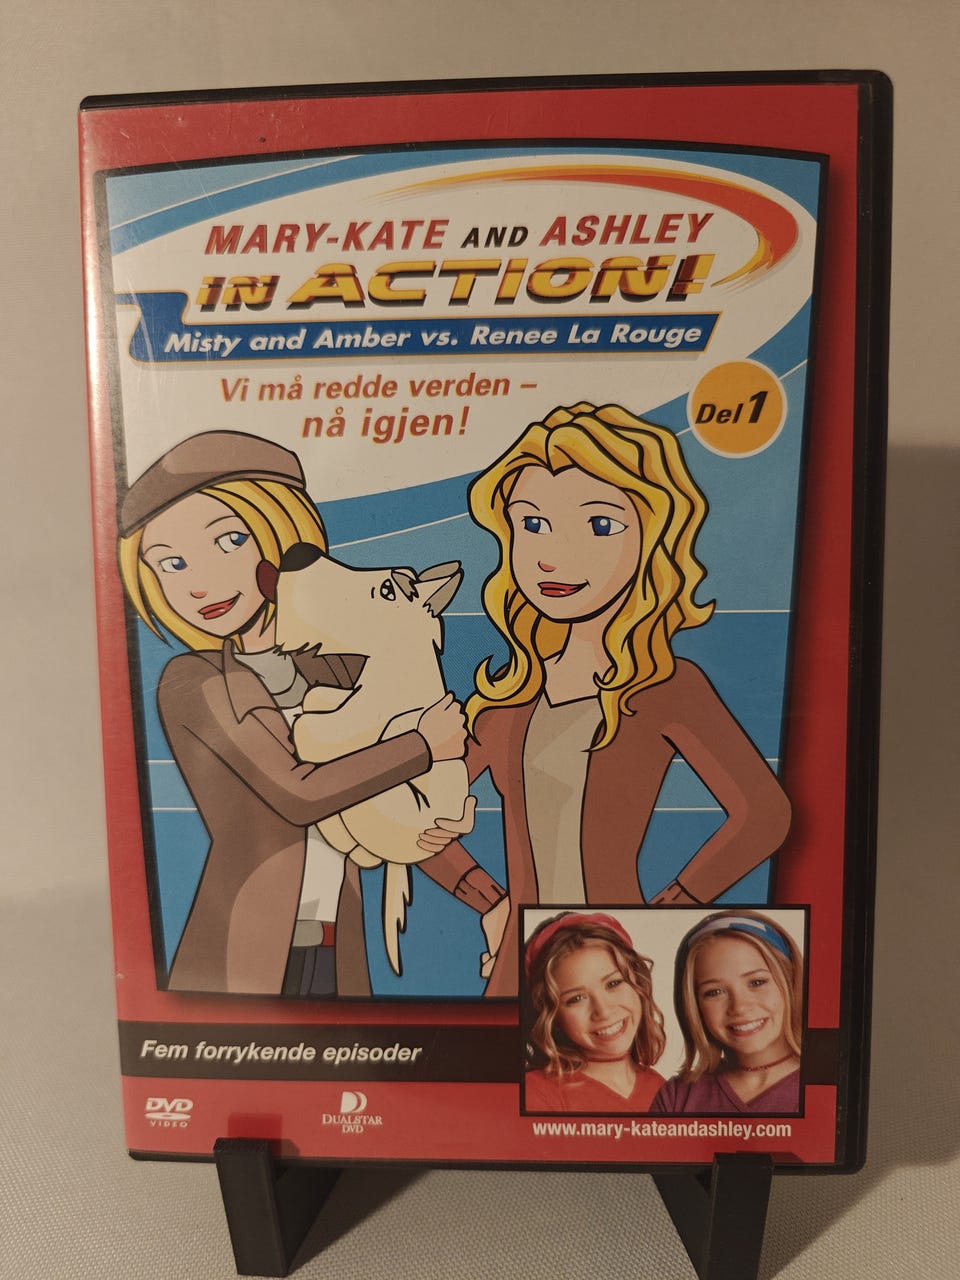 MARY-KATE AND ASHLEY
IN ACTION!
Misty and Amber vs. Renee La Rouge
Vi må redde verden –
nå igjen!
Del 1
Fem forrykende episoder
DVD
VIDEO
DUALSTAR
DVD
www.mary-kateandashley.com